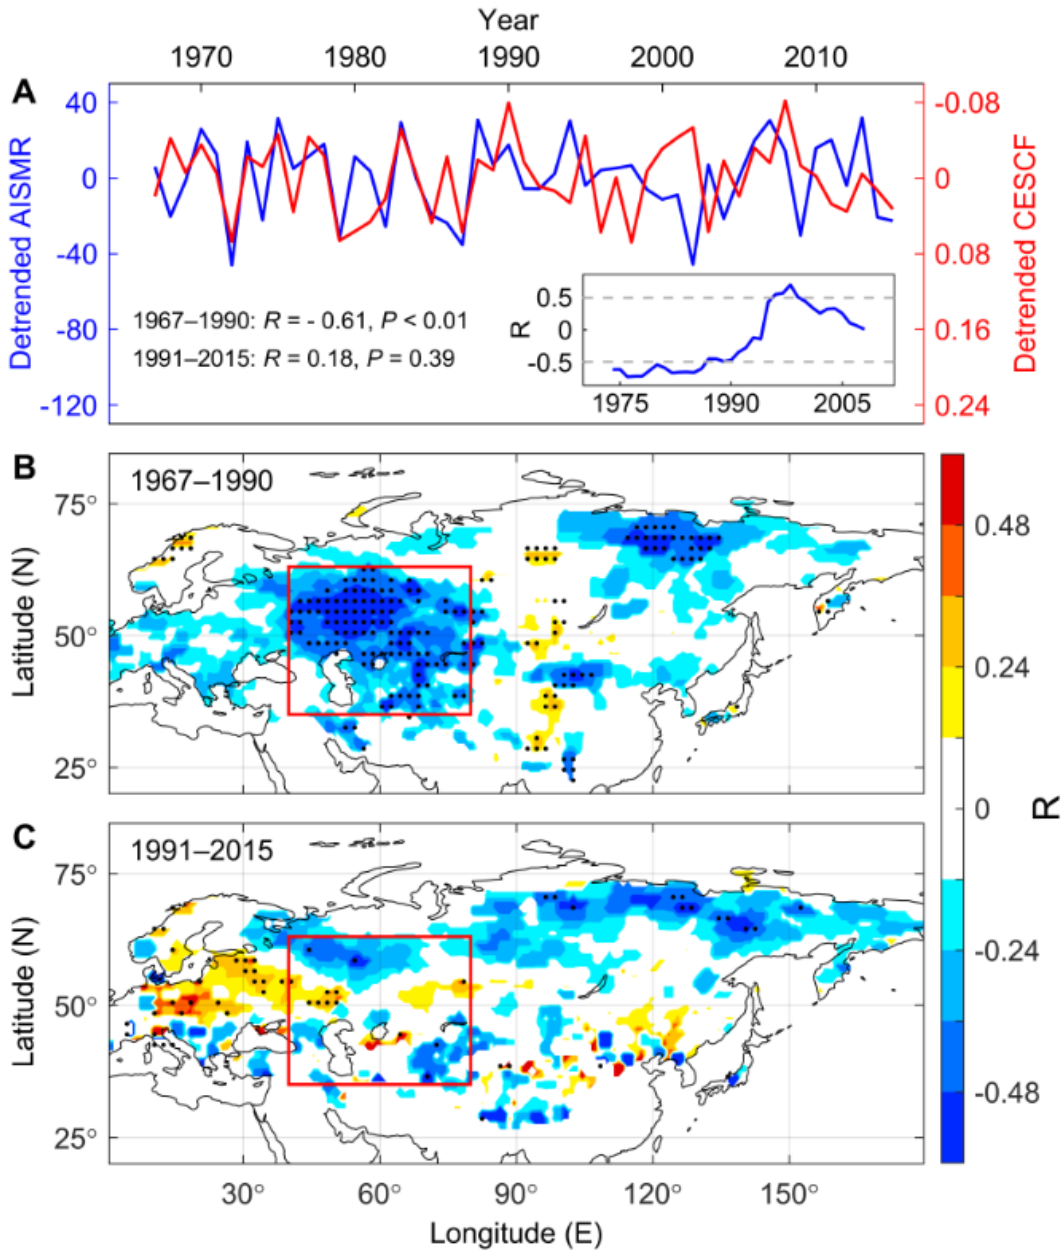 Year
1970 1980 1990 2000 2010
A
40 -0.08
0 0
-40 0.08
-80 0.16
-120 0.24
Detrended AISMR
Detrended CESCF
1967–1990: R = - 0.61, P < 0.01
1991–2015: R = 0.18, P = 0.39
R
0.5
0
-0.5
1975 1990 2005
B
1967–1990
75°
50°
25°
Latitude (N)
C
1991–2015
75°
50°
25°
Latitude (N)
30° 60° 90° 120° 150°
Longitude (E)
0.48
0.24
0
-0.24
-0.48
R